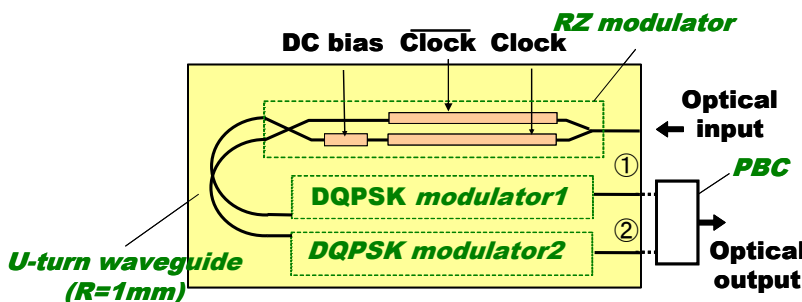 RZ modulator
DC bias Clock Clock
Optical
input
①
PBC
DQPSK modulator1
②
DQPSK modulator2
U-turn waveguide
(R=1mm)
Optical
output